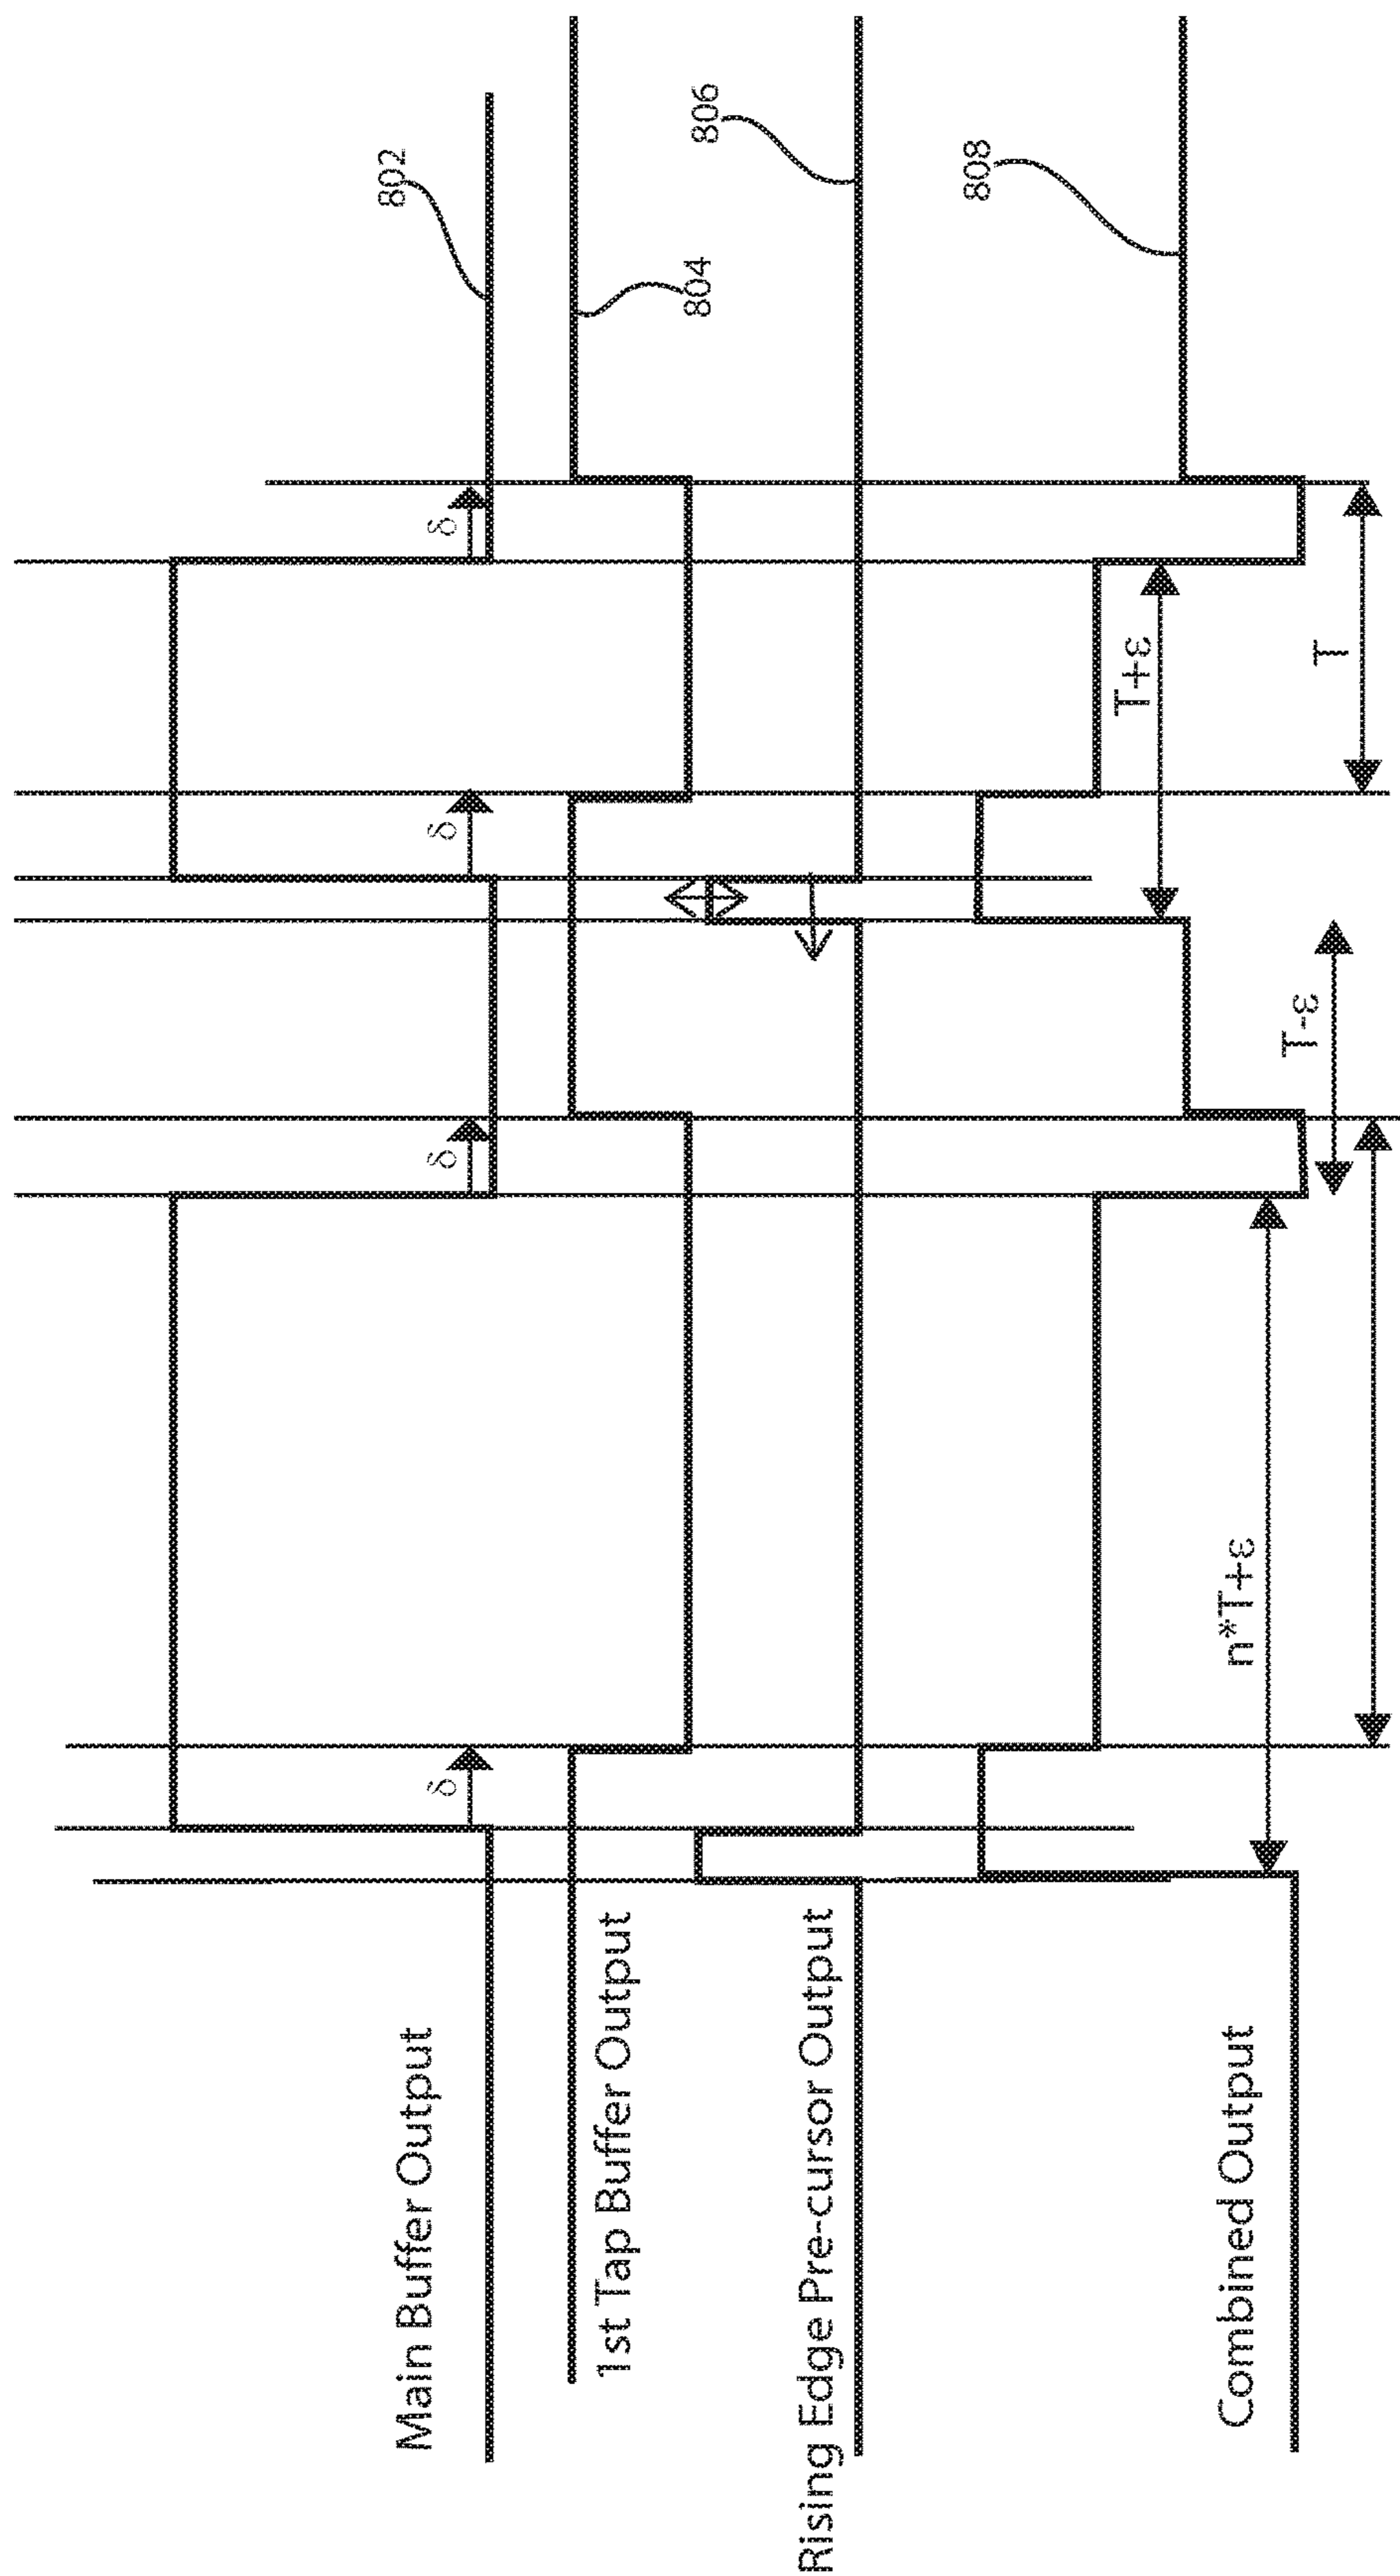 Main Buffer Output
1st Tap Buffer Output
Rising Edge Pre-cursor Output
Combined Output
δ
δ
δ
δ
n*T+ε
T-ε
T+ε
T
802
804
806
808